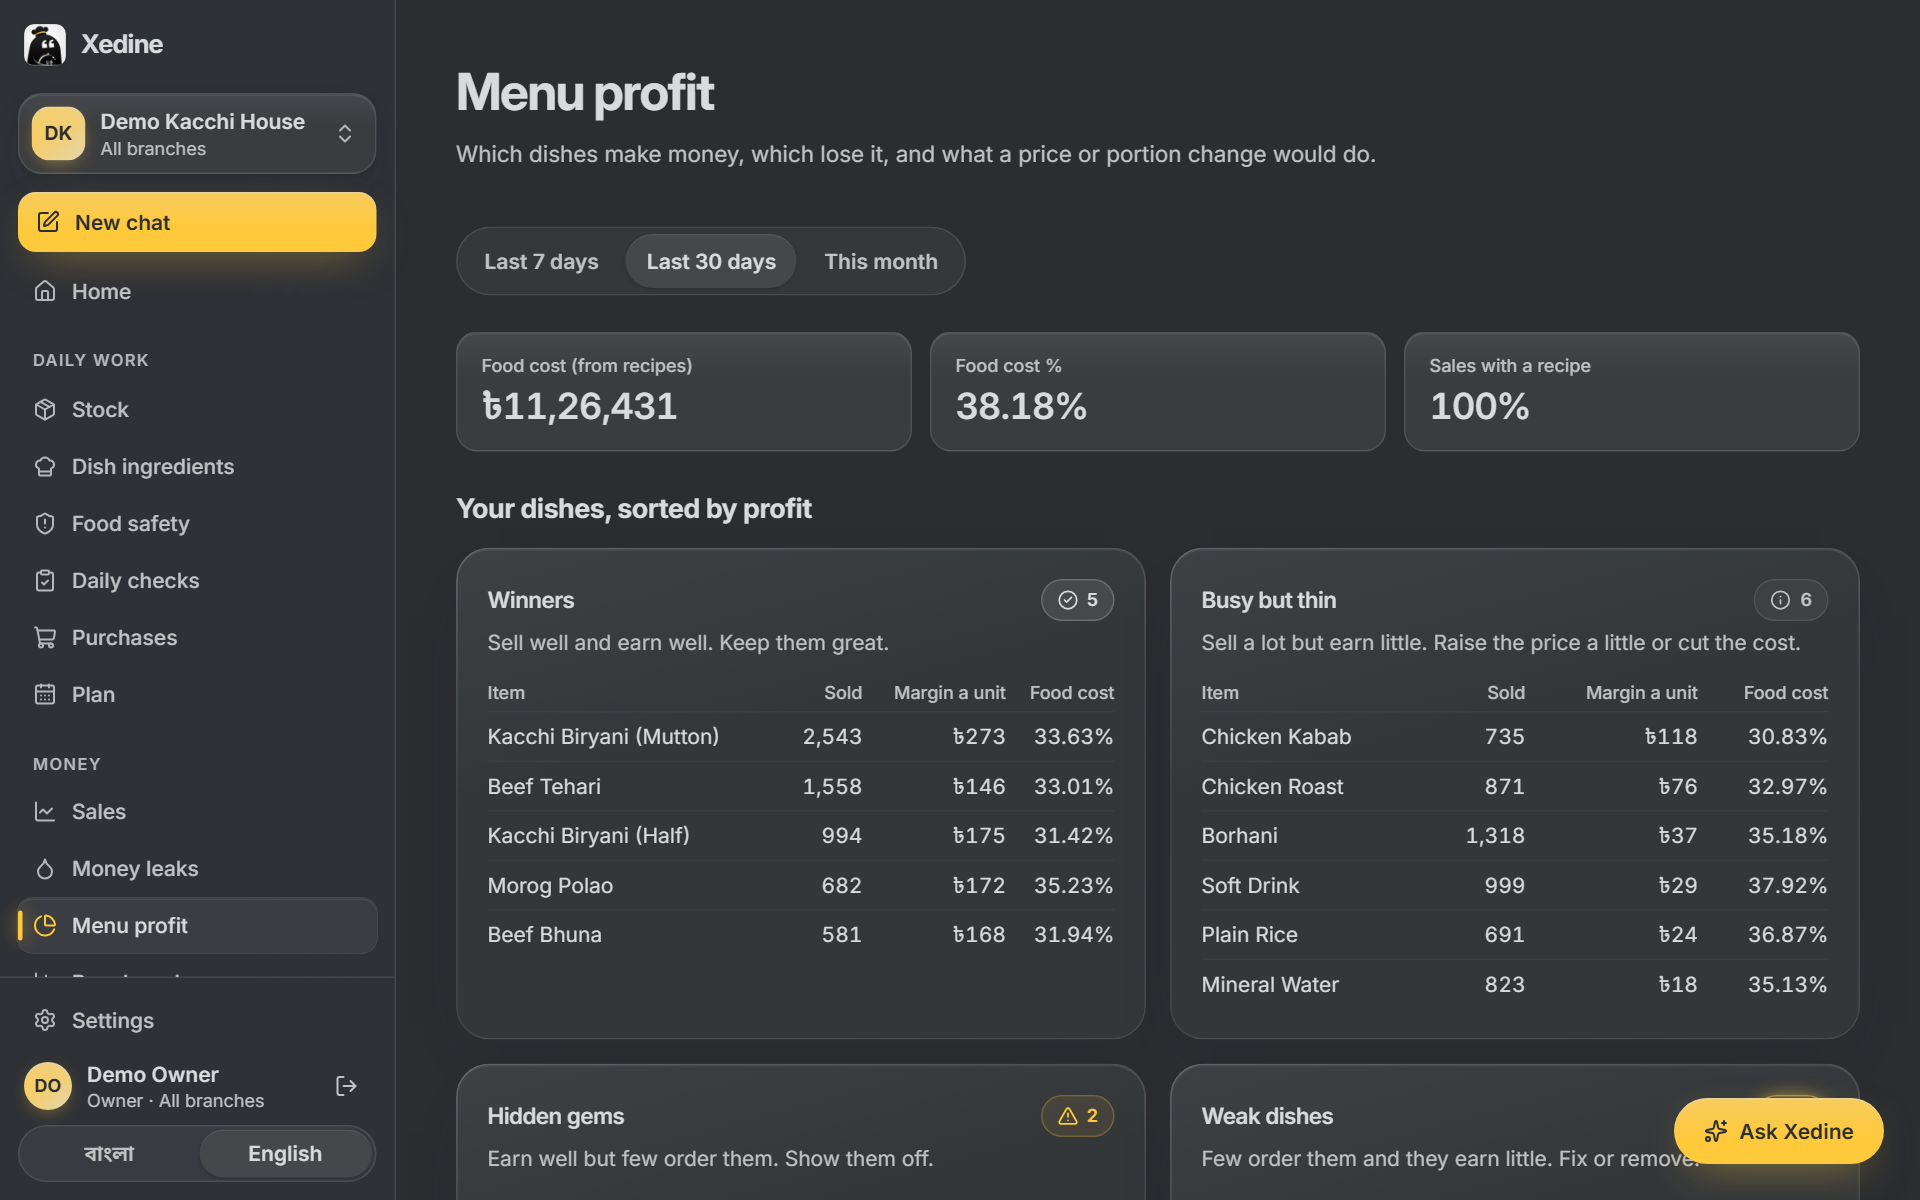 Xedine
DK
Demo Kacchi House
All branches
New chat
Home
DAILY WORK
Stock
Dish ingredients
Food safety
Daily checks
Purchases
Plan
MONEY
Sales
Money leaks
Menu profit
Settings
DO
Demo Owner
Owner · All branches
বাংলা English
Menu profit
Which dishes make money, which lose it, and what a price or portion change would do.
Last 7 days Last 30 days This month
Food cost (from recipes)
৳11,26,431
Food cost %
38.18%
Sales with a recipe
100%
Your dishes, sorted by profit
Winners 5
Sell well and earn well. Keep them great.
Item Sold Margin a unit Food cost
Kacchi Biryani (Mutton) 2,543 ৳273 33.63%
Beef Tehari 1,558 ৳146 33.01%
Kacchi Biryani (Half) 994 ৳175 31.42%
Morog Polao 682 ৳172 35.23%
Beef Bhuna 581 ৳168 31.94%
Busy but thin 6
Sell a lot but earn little. Raise the price a little or cut the cost.
Item Sold Margin a unit Food cost
Chicken Kabab 735 ৳118 30.83%
Chicken Roast 871 ৳76 32.97%
Borhani 1,318 ৳37 35.18%
Soft Drink 999 ৳29 37.92%
Plain Rice 691 ৳24 36.87%
Mineral Water 823 ৳18 35.13%
Hidden gems 2
Earn well but few order them. Show them off.
Weak dishes
Few order them and they earn little. Fix or remove.
Ask Xedine